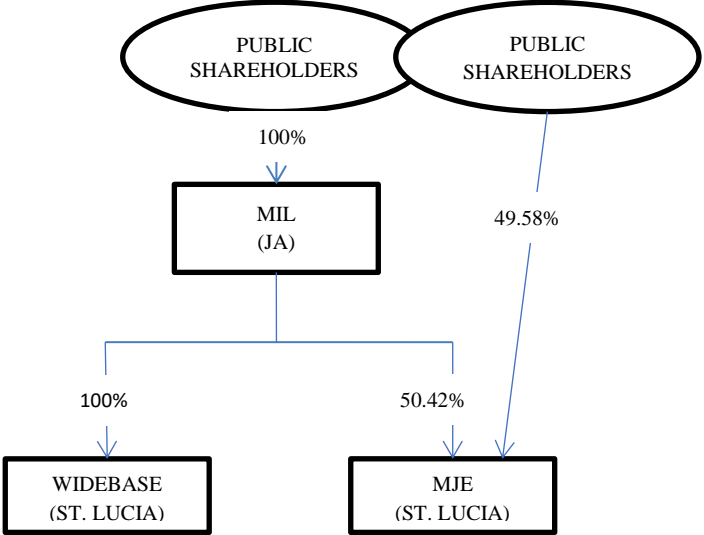 PUBLIC
SHAREHOLDERS
PUBLIC
SHAREHOLDERS
100%
MIL
(JA)
49.58%
100%
50.42%
WIDEBASE
(ST. LUCIA)
MJE
(ST. LUCIA)